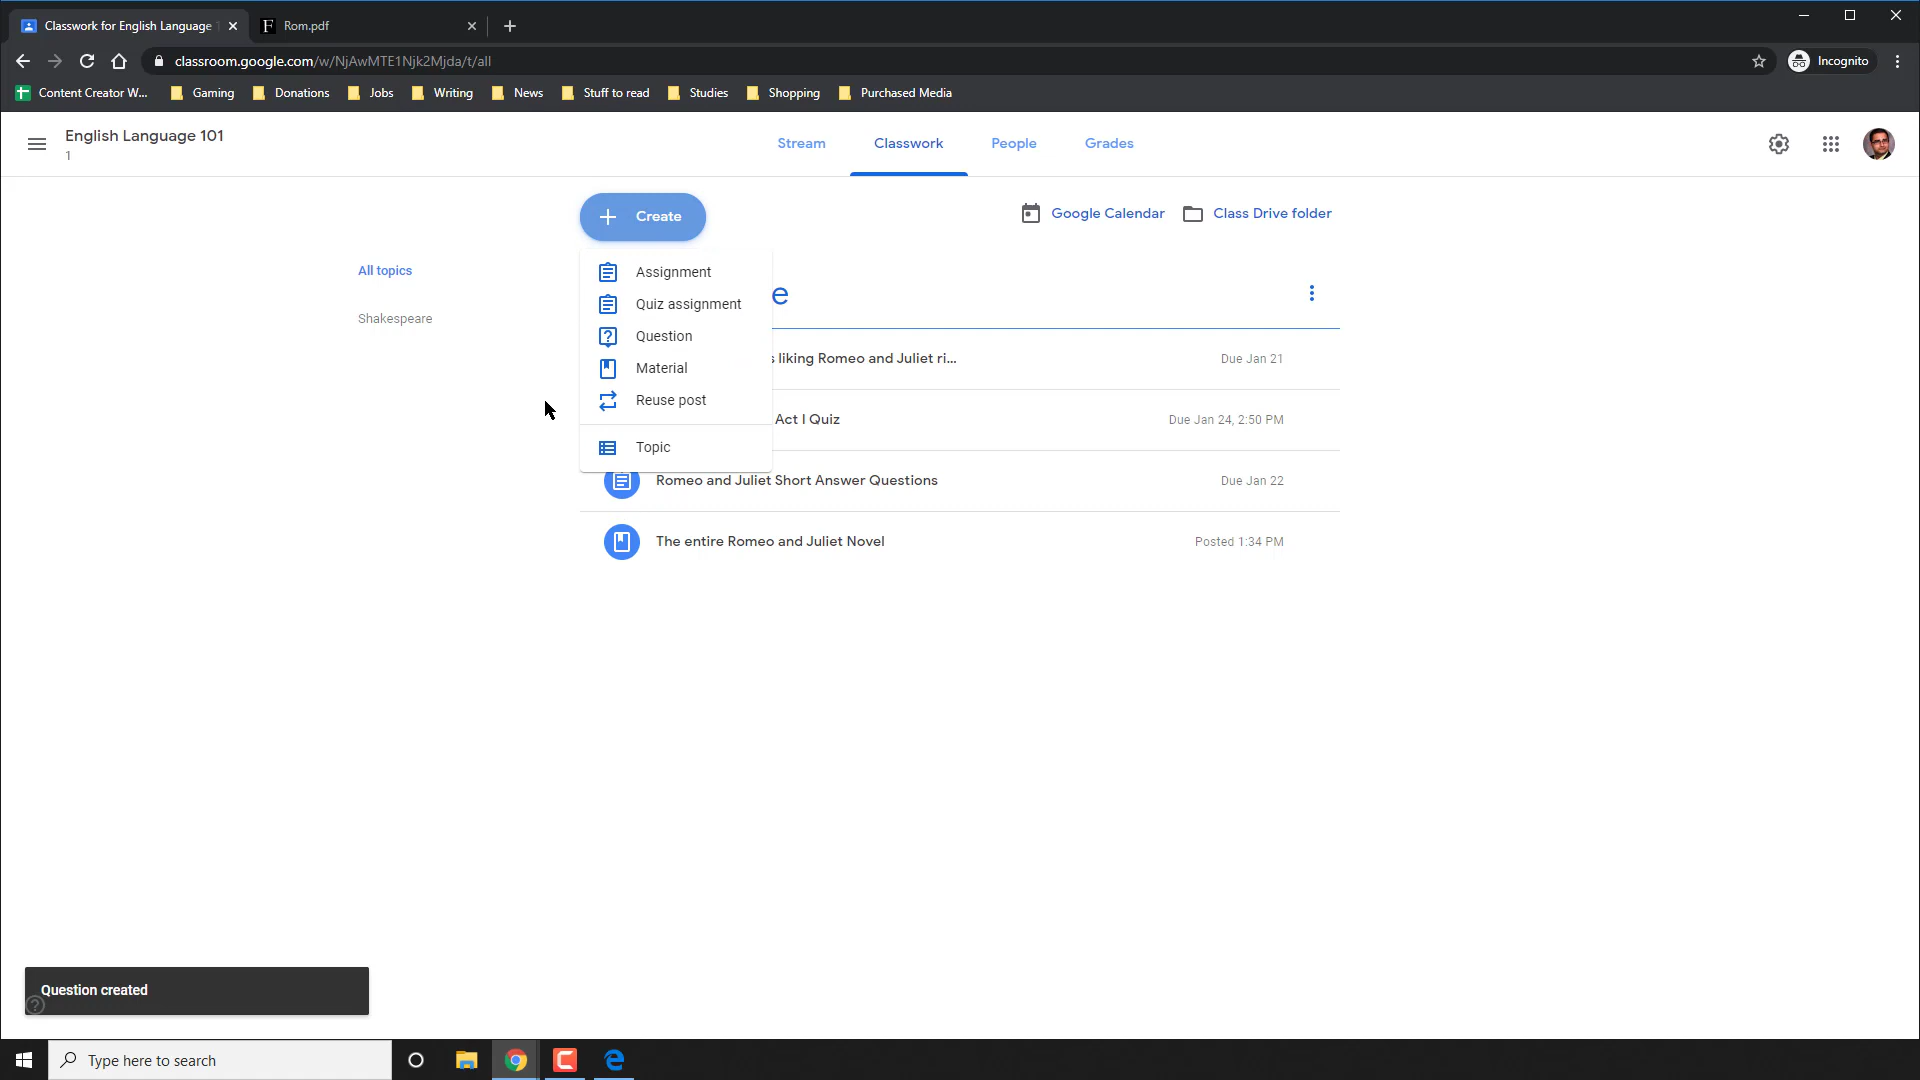 Classwork for English Language 1
Rom.pdf
classroom.google.com/w/NjAwMTE1Njk2Mjda/t/all
Incognito
Content Creator W...
Gaming
Donations
Jobs
Writing
News
Stuff to read
Studies
Shopping
Purchased Media
English Language 101
1
Stream
Classwork
People
Grades
Create
Google Calendar
Class Drive folder
All topics
Shakespeare
Assignment
Quiz assignment
Question
Material
Reuse post
Topic
e
s liking Romeo and Juliet ri...
Due Jan 21
Act I Quiz
Due Jan 24, 2:50 PM
Romeo and Juliet Short Answer Questions
Due Jan 22
The entire Romeo and Juliet Novel
Posted 1:34 PM
Question created
Type here to search